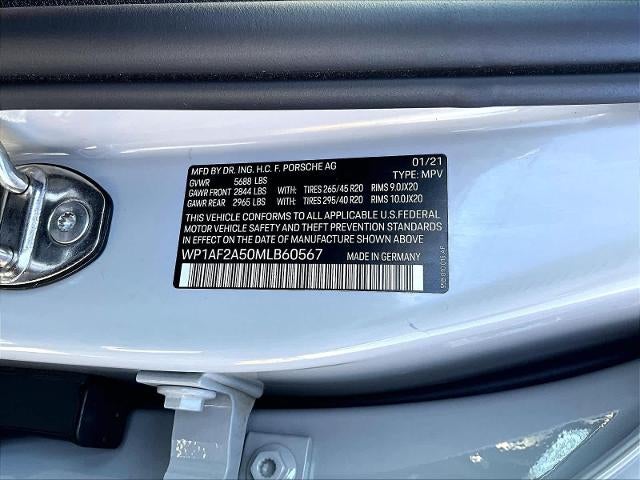 MFD BY DR. ING. H.C. F. PORSCHE AG 01/21
GVWR 5688 LBS TYPE: MPV
GAWR FRONT 2844 LBS WITH: TIRES 265/45 R20 RIMS 9.0JX20
GAWR REAR 2965 LBS WITH: TIRES 295/40 R20 RIMS 10.0JX20
THIS VEHICLE CONFORMS TO ALL APPLICABLE U.S.FEDERAL
MOTOR VEHICLE SAFETY AND THEFT PREVENTION STANDARDS
IN EFFECT ON THE DATE OF MANUFACTURE SHOWN ABOVE
WP1AF2A50MLB60567 MADE IN GERMANY